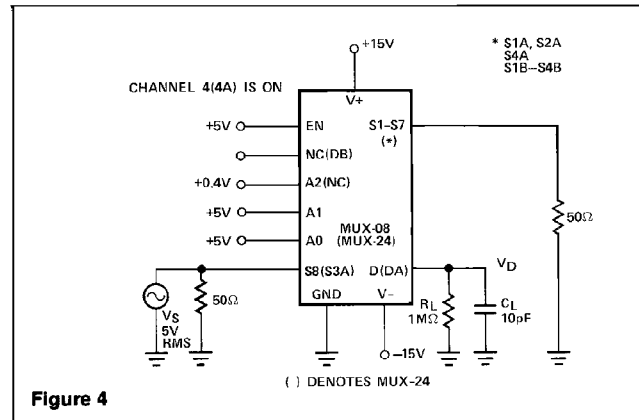 +15V
* S1A, S2A
S4A
S1B–S4B
CHANNEL 4(4A) IS ON
V+
+5V
EN
S1–S7
(*)
NC(DB)
+0.4V
A2(NC)
+5V
A1
50Ω
MUX-08
(MUX-24)
+5V
A0
S8(S3A)
D(DA)
VD
VS
5V
RMS
50Ω
GND
V−
RL
1MΩ
CL
10pF
−15V
( ) DENOTES MUX-24
Figure 4